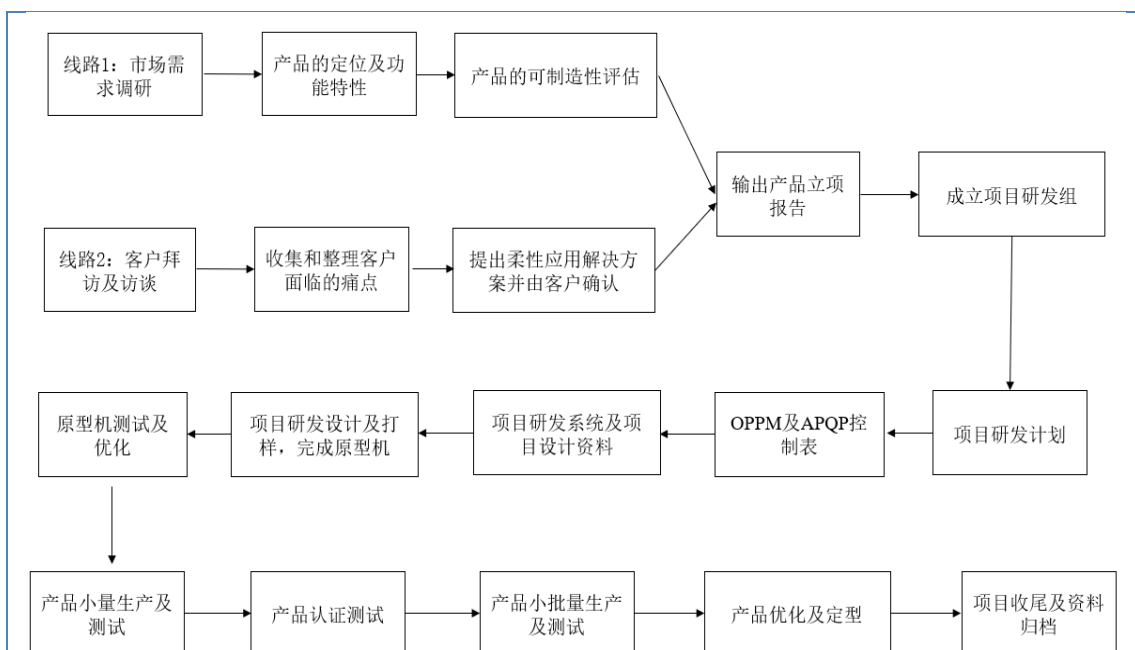 线路1：市场需
求调研
产品的定位及功
能特性
产品的可制造性评估
输出产品立项
报告
成立项目研发组
线路2：客户拜
访及访谈
收集和整理客户
面临的痛点
提出柔性应用解决方
案并由客户确认
原型机测试及
优化
项目研发设计及打
样，完成原型机
项目研发系统及项
目设计资料
OPPM及APQP控
制表
项目研发计划
产品小量生产及
测试
产品认证测试
产品小批量生产
及测试
产品优化及定型
项目收尾及资料
归档